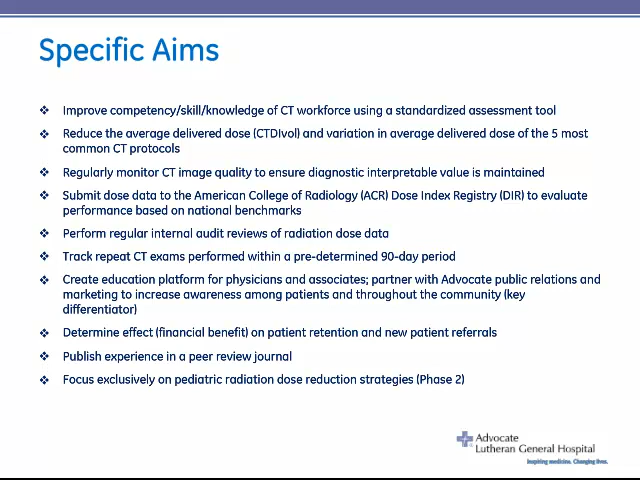 Specific Aims
❖ Improve competency/skill/knowledge of CT workforce using a standardized assessment tool
❖ Reduce the average delivered dose (CTDIvol) and variation in average delivered dose of the 5 most
common CT protocols
❖ Regularly monitor CT image quality to ensure diagnostic interpretable value is maintained
❖ Submit dose data to the American College of Radiology (ACR) Dose Index Registry (DIR) to evaluate
performance based on national benchmarks
❖ Perform regular internal audit reviews of radiation dose data
❖ Track repeat CT exams performed within a pre-determined 90-day period
❖ Create education platform for physicians and associates; partner with Advocate public relations and
marketing to increase awareness among patients and throughout the community (key
differentiator)
❖ Determine effect (financial benefit) on patient retention and new patient referrals
❖ Publish experience in a peer review journal
❖ Focus exclusively on pediatric radiation dose reduction strategies (Phase 2)
Advocate
Lutheran General Hospital
Inspiring medicine. Changing lives.